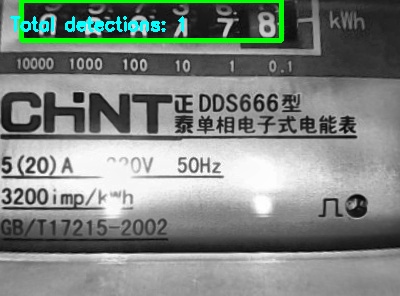 Total detections: 1
7 8 kWh
10000 1000 100 10 1 0.1
CHNT 正泰 DDS666型
单相电子式电能表
5(20)A 220V 50Hz
3200imp/kwh
GB/T17215-2002